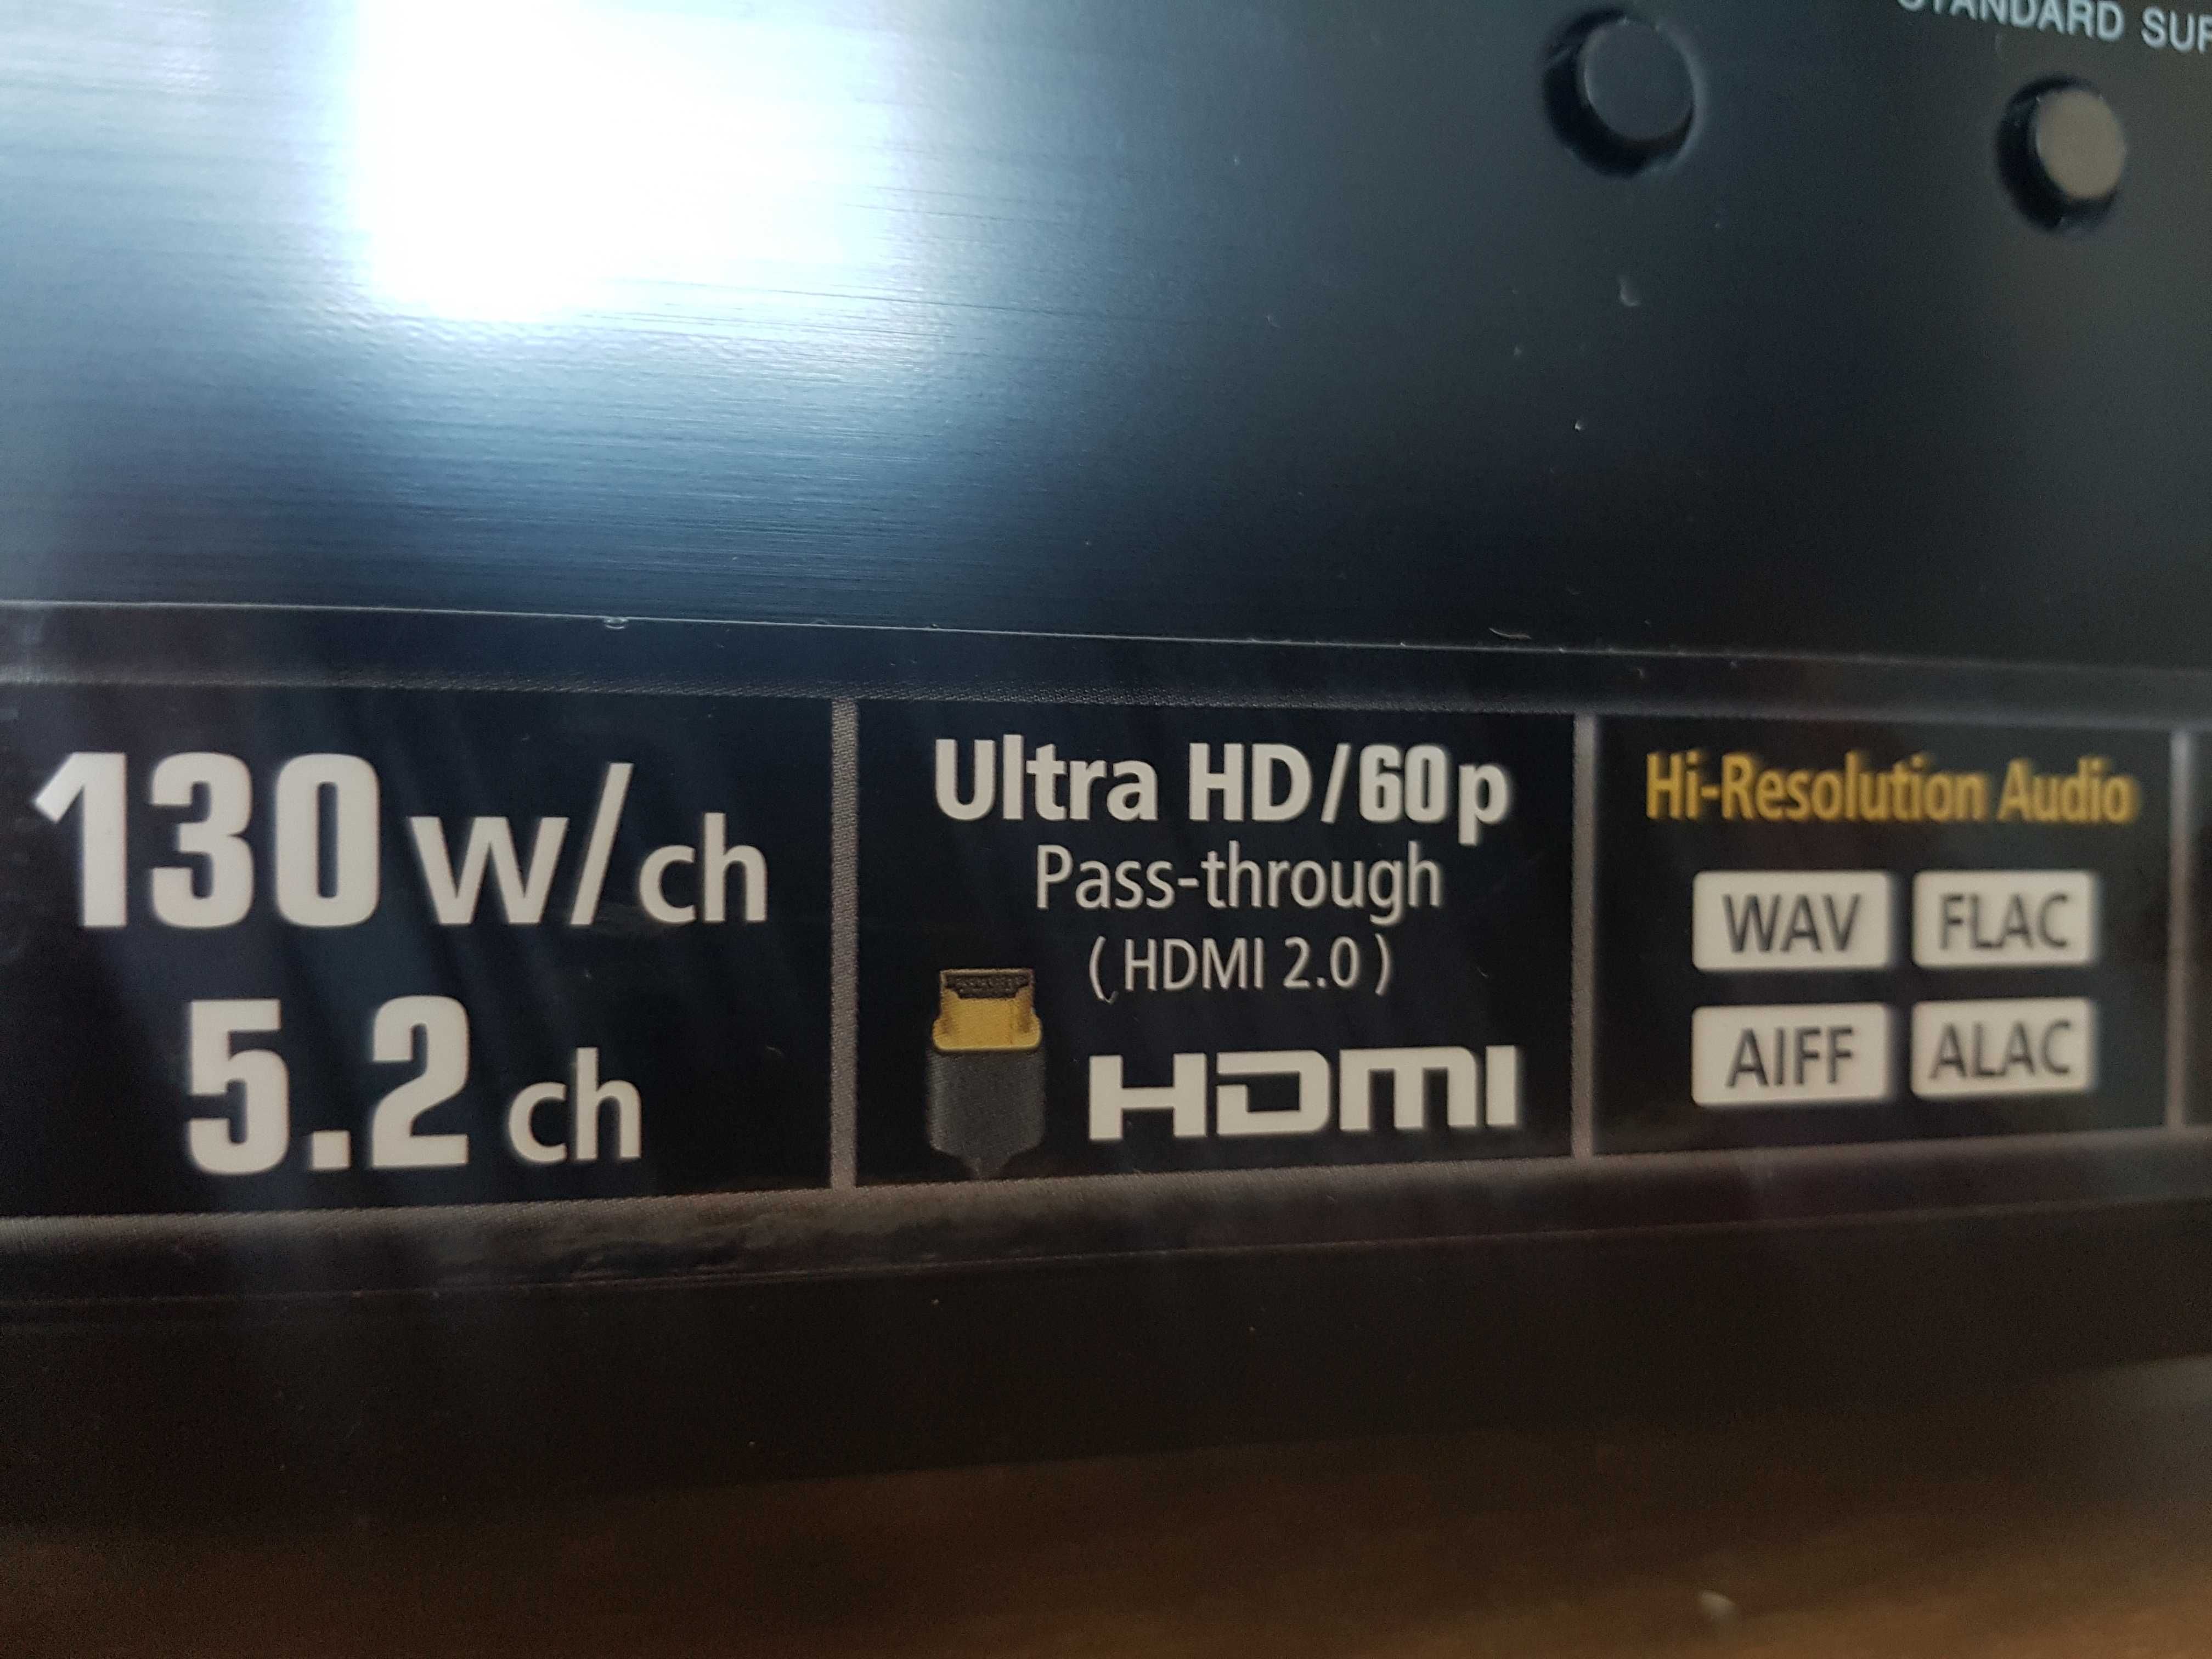 STANDARD
130 W/ch
5.2 ch
Ultra HD/60p
Pass-through
( HDMI 2.0 )
HDMI
Hi-Resolution Audio
WAV FLAC
AIFF ALAC